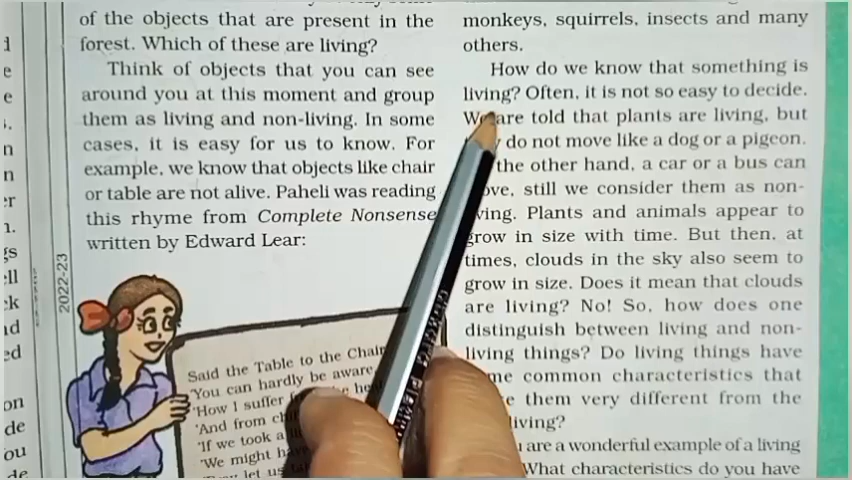 of the objects that are present in the
forest. Which of these are living?
Think of objects that you can see
around you at this moment and group
them as living and non-living. In some
cases, it is easy for us to know. For
example, we know that objects like chair
or table are not alive. Paheli was reading
this rhyme from Complete Nonsense
written by Edward Lear:
2022-23
Said the Table to the Chair
'You can hardly be aware
'How I suffer
'And from
'If we took a
'We might
let us
monkeys, squirrels, insects and many
others.
How do we know that something is
living? Often, it is not so easy to decide.
We are told that plants are living, but
do not move like a dog or a pigeon.
the other hand, a car or a bus can
still we consider them as non-
Plants and animals appear to
grow in size with time. But then, at
times, clouds in the sky also seem to
grow in size. Does it mean that clouds
are living? No! So, how does one
distinguish between living and non-
living things? Do living things have
common characteristics that
them very different from the
living?
are a wonderful example of a living
What characteristics do you have